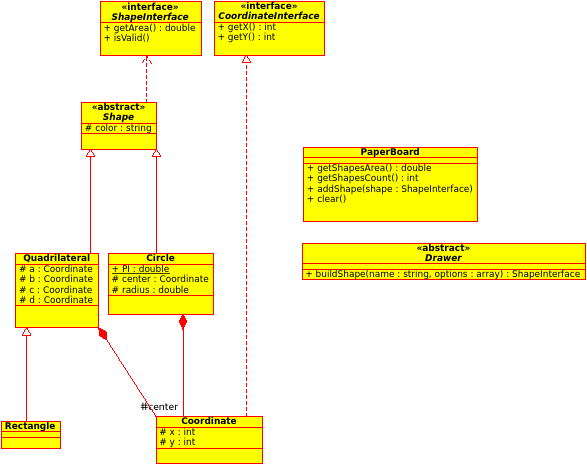 «interface»
ShapeInterface
+ getArea() : double
+ isValid()
«interface»
CoordinateInterface
+ getX() : int
+ getY() : int
«abstract»
Shape
# color : string
PaperBoard
+ getShapesArea() : double
+ getShapesCount() : int
+ addShape(shape : ShapeInterface)
+ clear()
«abstract»
Drawer
+ buildShape(name : string, options : array) : ShapeInterface
Quadrilateral
# a : Coordinate
# b : Coordinate
# c : Coordinate
# d : Coordinate
Circle
+ PI : double
# center : Coordinate
# radius : double
#center
Rectangle
Coordinate
# x : int
# y : int